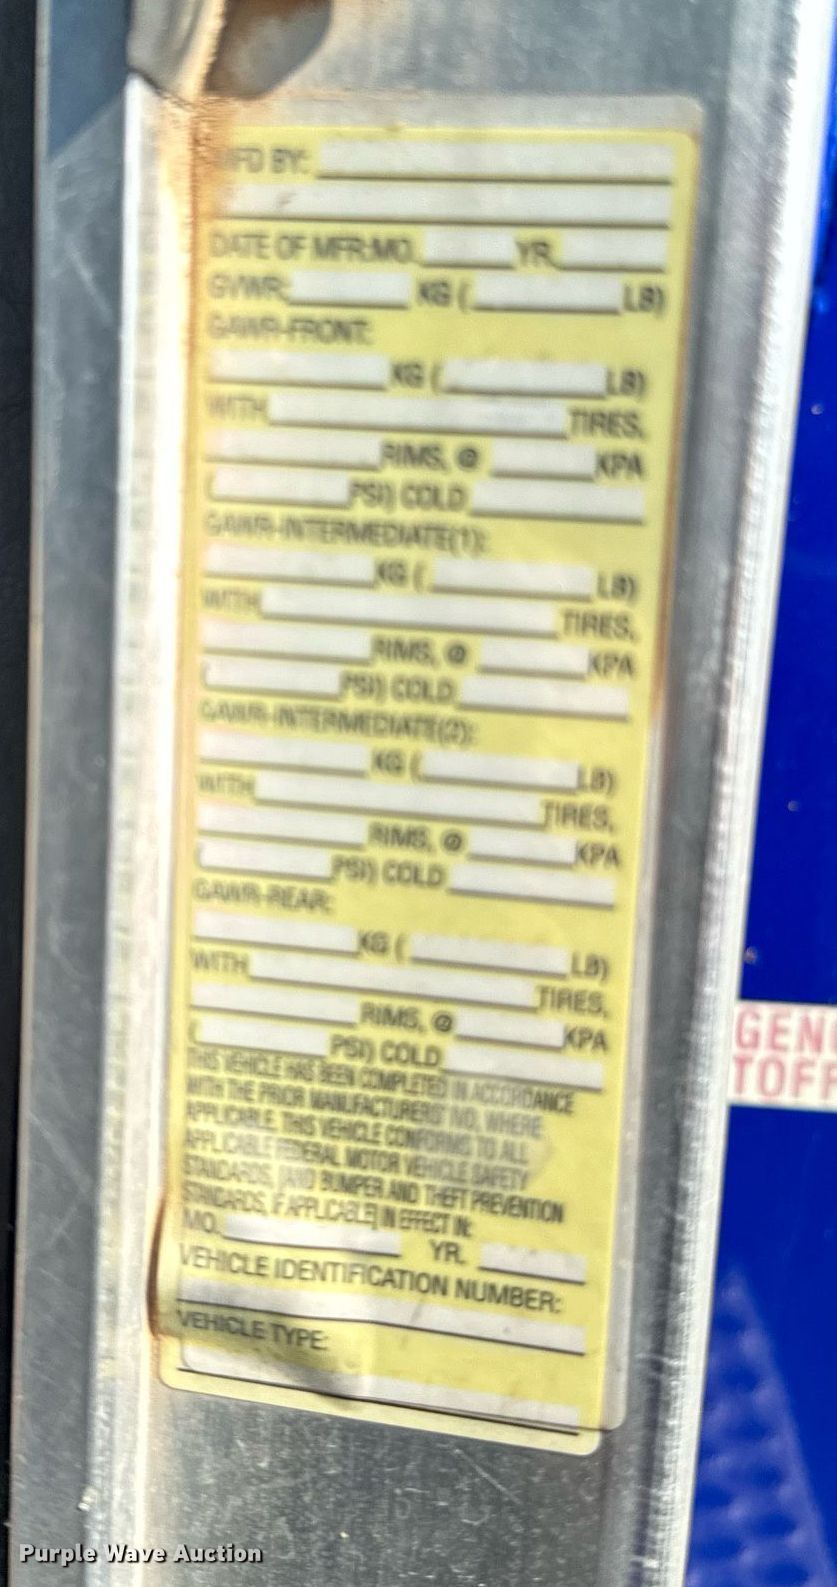 MFD BY:
DATE OF MFR:MO. YR.
GVWR: KG ( LB)
GAWR-FRONT:
KG ( LB)
WITH TIRES,
RIMS, @ KPA
( PSI) COLD
GAWR-INTERMEDIATE(1):
KG ( LB)
WITH TIRES,
RIMS, @ KPA
( PSI) COLD
GAWR-INTERMEDIATE(2):
KG ( LB)
WITH TIRES,
RIMS, @ KPA
( PSI) COLD
GAWR-REAR:
KG ( LB)
WITH TIRES,
RIMS, @ KPA
( PSI) COLD
THIS VEHICLE HAS BEEN COMPLETED IN ACCORDANCE
WITH THE PRIOR MANUFACTURERS' IVD, WHERE
APPLICABLE. THIS VEHICLE CONFORMS TO ALL
APPLICABLE FEDERAL MOTOR VEHICLE SAFETY
STANDARDS, [AND BUMPER AND THEFT PREVENTION
STANDARDS, IF APPLICABLE] IN EFFECT IN:
MO. YR.
VEHICLE IDENTIFICATION NUMBER:
VEHICLE TYPE:
GEN
TOFF
Purple Wave Auction